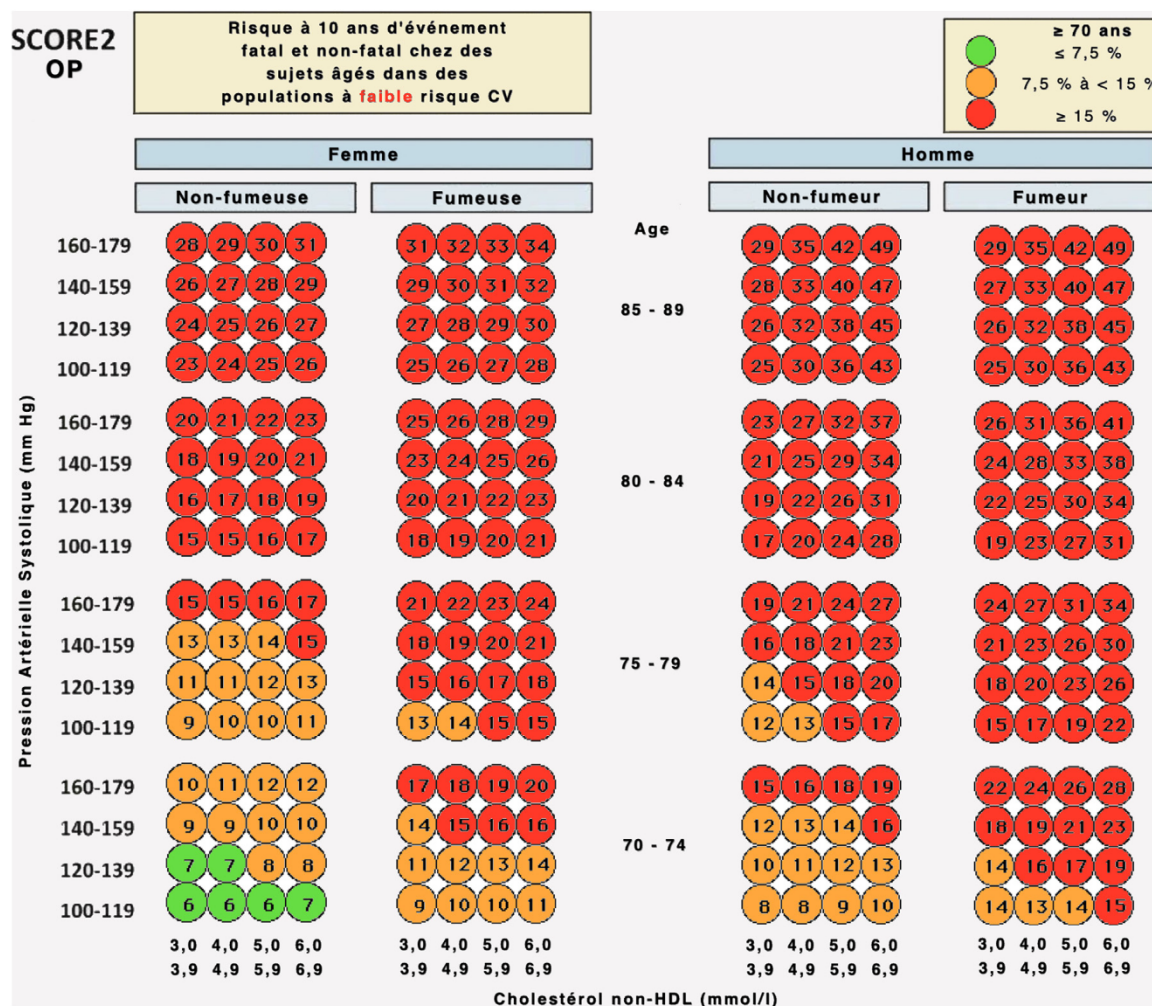 SCORE2
OP
Risque à 10 ans d'événement
fatal et non-fatal chez des
sujets âgés dans des
populations à faible risque CV
≥ 70 ans
≤ 7,5 %
7,5 % à < 15 %
≥ 15 %
Femme
Homme
Non-fumeuse Fumeuse Non-fumeur Fumeur
Age
Pression Artérielle Systolique (mm Hg)
160-179 28 29 30 31 31 32 33 34 29 35 42 49 29 35 42 49
140-159 26 27 28 29 29 30 31 32 28 33 40 47 27 33 40 47
85 - 89
120-139 24 25 26 27 27 28 29 30 26 32 38 45 26 32 38 45
100-119 23 24 25 26 25 26 27 28 25 30 36 43 25 30 36 43
160-179 20 21 22 23 25 26 28 29 23 27 32 37 26 31 36 41
140-159 18 19 20 21 23 24 25 26 21 25 29 34 24 28 33 38
80 - 84
120-139 16 17 18 19 20 21 22 23 19 22 26 31 22 25 30 34
100-119 15 15 16 17 18 19 20 21 17 20 24 28 19 23 27 31
160-179 15 15 16 17 21 22 23 24 19 21 24 27 24 27 31 34
140-159 13 13 14 15 18 19 20 21 16 18 21 23 21 23 26 30
75 - 79
120-139 11 11 12 13 15 16 17 18 14 15 18 20 18 20 23 26
100-119 9 10 10 11 13 14 15 15 12 13 15 17 15 17 19 22
160-179 10 11 12 12 17 18 19 20 15 16 18 19 22 24 26 28
140-159 9 9 10 10 14 15 16 16 12 13 14 16 18 19 21 23
70 - 74
120-139 7 7 8 8 11 12 13 14 10 11 12 13 14 16 17 19
100-119 6 6 6 7 9 10 10 11 8 8 9 10 14 13 14 15
3,0 4,0 5,0 6,0 3,0 4,0 5,0 6,0 3,0 4,0 5,0 6,0 3,0 4,0 5,0 6,0
3,9 4,9 5,9 6,9 3,9 4,9 5,9 6,9 3,9 4,9 5,9 6,9 3,9 4,9 5,9 6,9
Cholestérol non-HDL (mmol/l)